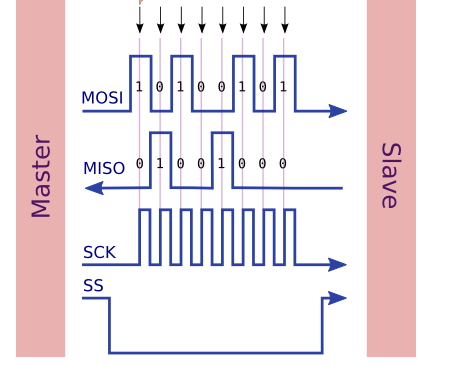 MOSI
1 0 1 0 0 1 0 1
MISO
0 1 0 0 1 0 0 0
SCK
SS
Master
Slave